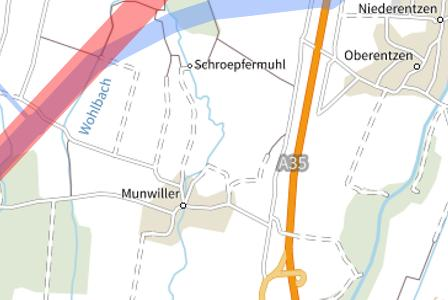 Niederentzen
Oberentzen
Schroepfermuhl
Wohlbach
A35
Munwiller